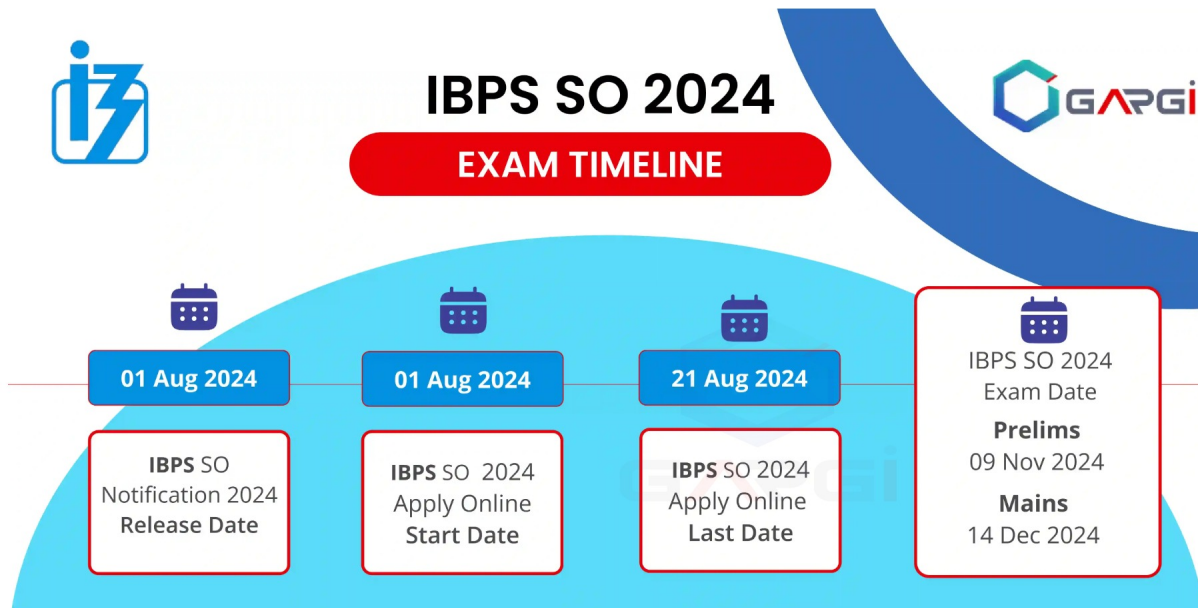 IBPS SO 2024
GARGi
EXAM TIMELINE
01 Aug 2024
IBPS SO
Notification 2024
Release Date
01 Aug 2024
IBPS SO 2024
Apply Online
Start Date
21 Aug 2024
IBPS SO 2024
Apply Online
Last Date
IBPS SO 2024
Exam Date
Prelims
09 Nov 2024
Mains
14 Dec 2024
GARGi